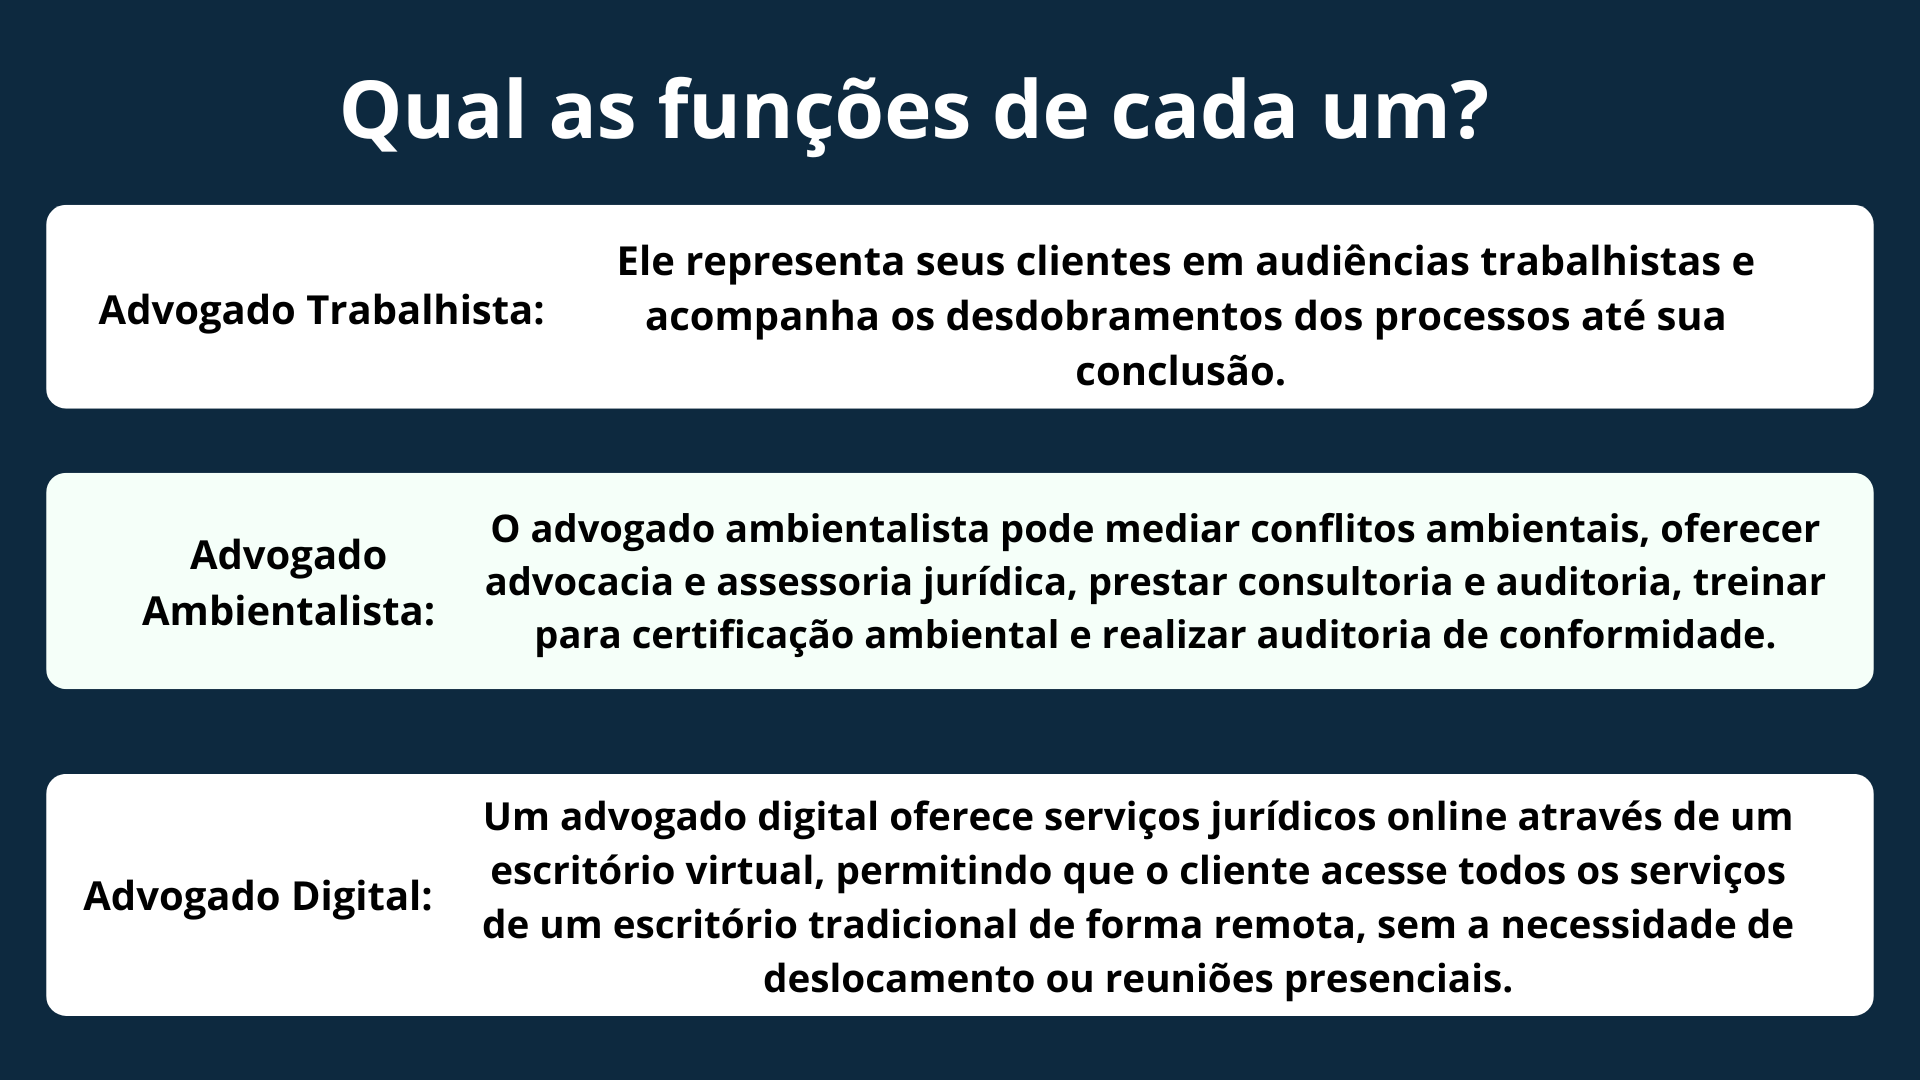 Qual as funções de cada um?
Advogado Trabalhista:
Ele representa seus clientes em audiências trabalhistas e
acompanha os desdobramentos dos processos até sua
conclusão.
Advogado
Ambientalista:
O advogado ambientalista pode mediar conflitos ambientais, oferecer
advocacia e assessoria jurídica, prestar consultoria e auditoria, treinar
para certificação ambiental e realizar auditoria de conformidade.
Advogado Digital:
Um advogado digital oferece serviços jurídicos online através de um
escritório virtual, permitindo que o cliente acesse todos os serviços
de um escritório tradicional de forma remota, sem a necessidade de
deslocamento ou reuniões presenciais.